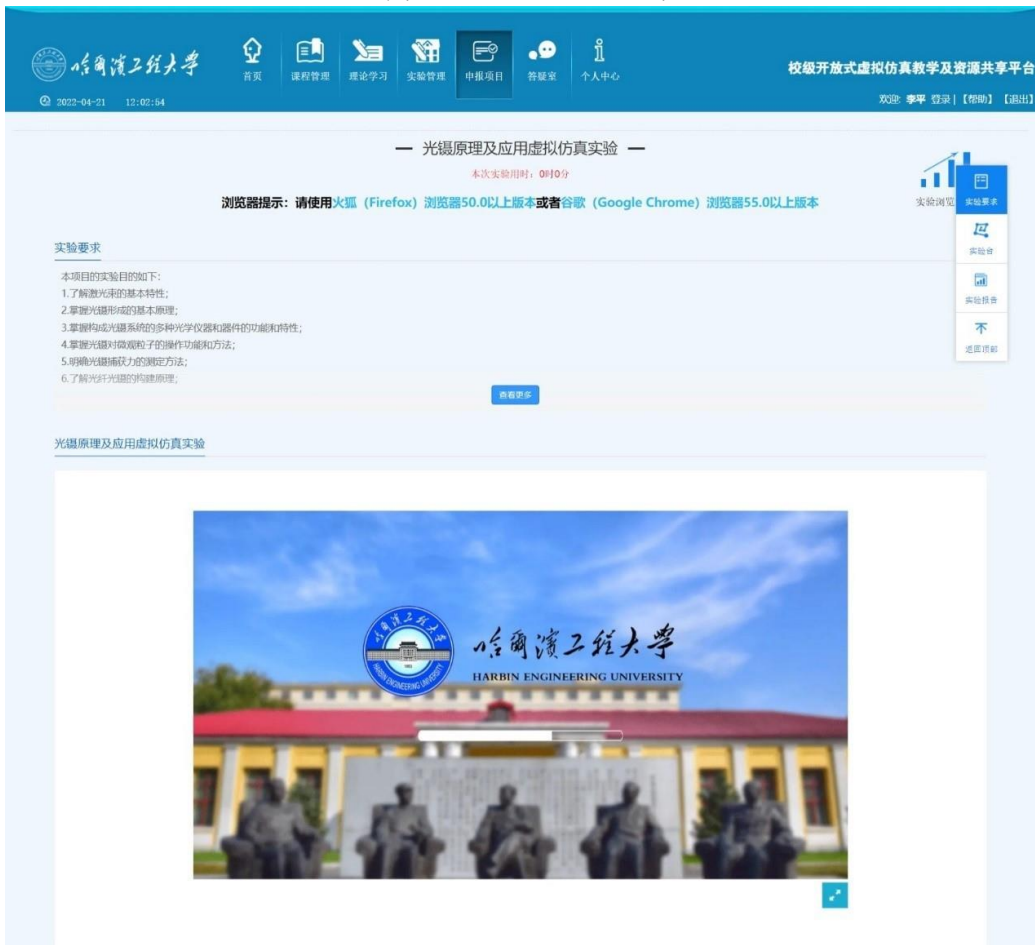 哈尔滨工程大学
首页
课程管理
理论学习
实验管理
申报项目
答疑室
个人中心
校级开放式虚拟仿真教学及资源共享平台
2022-04-21 12:02:54
欢迎: 李平 登录 | 【帮助】 【退出】
— 光镊原理及应用虚拟仿真实验 —
本次实验用时: 0时0分
浏览器提示：请使用火狐（Firefox）浏览器50.0以上版本或者谷歌（Google Chrome）浏览器55.0以上版本
实验浏览
实验要求
实验台
实验报告
返回顶部
实验要求
本项目的实验目的如下：
1.了解激光束的基本特性；
2.掌握光镊形成的基本原理；
3.掌握构成光镊系统的多种光学仪器和器件的功能和特性；
4.掌握光镊对微观粒子的操作功能和方法；
5.明确光镊捕获力的测定方法；
6.了解光纤光镊的构建原理；
查看更多
光镊原理及应用虚拟仿真实验
哈尔滨工程大学
HARBIN ENGINEERING UNIVERSITY
哈尔滨工程大学
HARBIN ENGINEERING UNIVERSITY